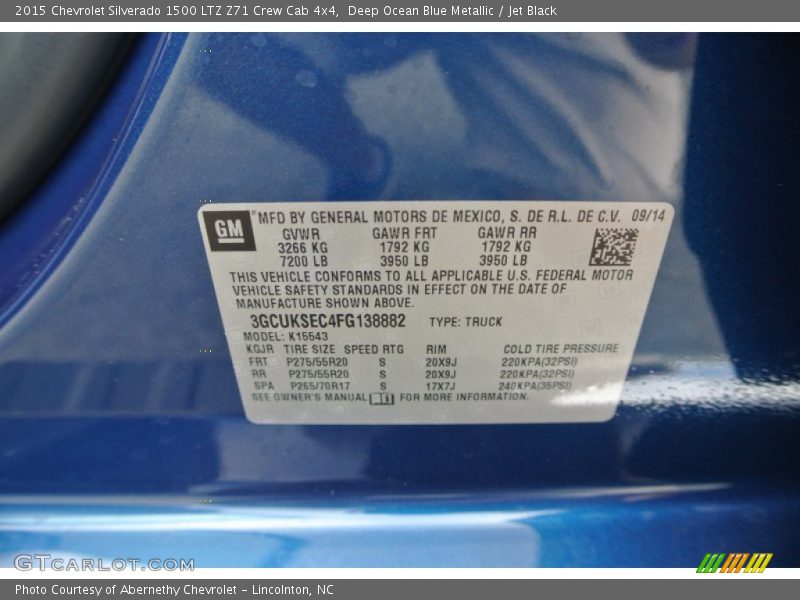 2015 Chevrolet Silverado 1500 LTZ Z71 Crew Cab 4x4, Deep Ocean Blue Metallic / Jet Black
GM
MFD BY GENERAL MOTORS DE MEXICO, S. DE R.L. DE C.V. 09/14
GVWR GAWR FRT GAWR RR
3266 KG 1792 KG 1792 KG
7200 LB 3950 LB 3950 LB
THIS VEHICLE CONFORMS TO ALL APPLICABLE U.S. FEDERAL MOTOR
VEHICLE SAFETY STANDARDS IN EFFECT ON THE DATE OF
MANUFACTURE SHOWN ABOVE.
3GCUKSEC4FG138882 TYPE: TRUCK
MODEL: K15543
KGJR TIRE SIZE SPEED RTG RIM COLD TIRE PRESSURE
FRT P275/55R20 S 20X9J 220KPA(32PSI)
RR P275/55R20 S 20X9J 220KPA(32PSI)
SPA P265/70R17 S 17X7J 240KPA(35PSI)
SEE OWNER'S MANUAL FOR MORE INFORMATION.
GTCARLOT.COM
Photo Courtesy of Abernethy Chevrolet - Lincolnton, NC